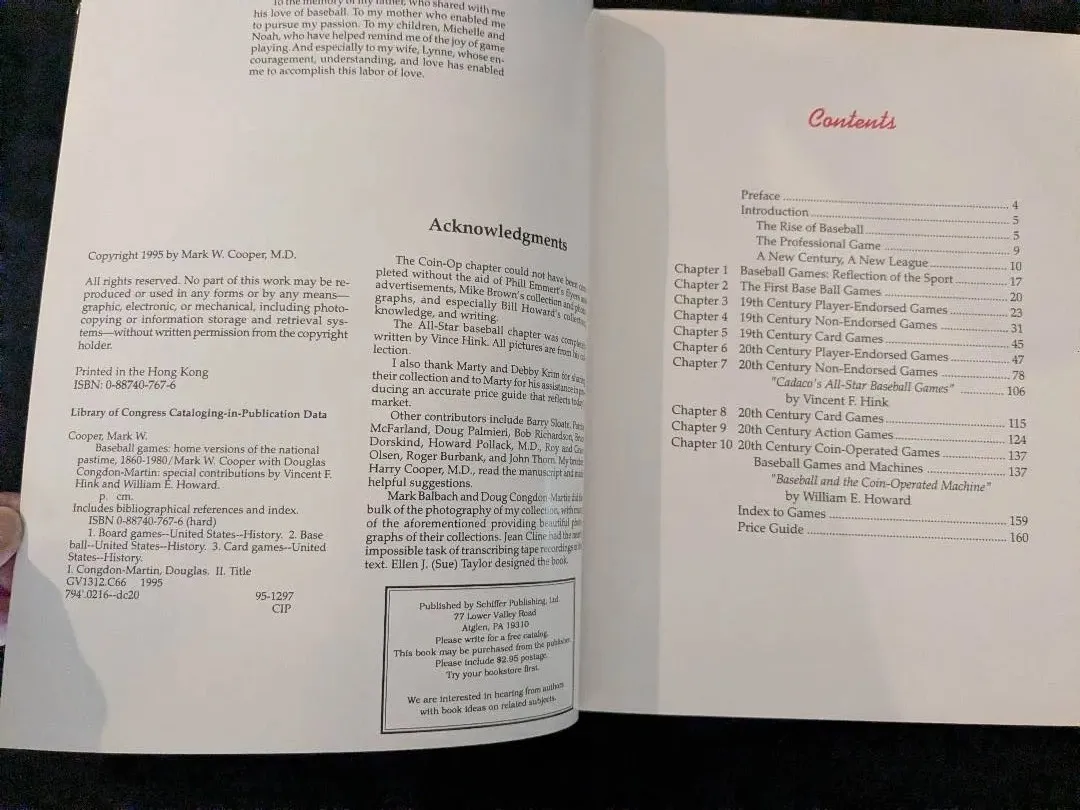 To the memory of my father, who shared with me
his love of baseball. To my mother who enabled me
to pursue my passion. To my children, Michelle and
Noah, who have helped remind me of the joy of game
playing. And especially to my wife, Lynne, whose en-
couragement, understanding, and love has enabled
me to accomplish this labor of love.
Copyright 1995 by Mark W. Cooper, M.D.
All rights reserved. No part of this work may be re-
produced or used in any forms or by any means—
graphic, electronic, or mechanical, including photo-
copying or information storage and retrieval sys-
tems—without written permission from the copyright
holder.
Printed in the Hong Kong
ISBN: 0-88740-767-6
Library of Congress Cataloging-in-Publication Data
Cooper, Mark W.
Baseball games: home versions of the national
pastime, 1860-1980/Mark W. Cooper with Douglas
Congdon-Martin: special contributions by Vincent F.
Hink and William E. Howard.
p. cm.
Includes bibliographical references and index.
ISBN 0-88740-767-6 (hard)
1. Board games--United States--History. 2. Base
ball--United States--History. 3. Card games--United
States--History.
I. Congdon-Martin, Douglas. II. Title
GV1312.C66 1995
794'.0216--dc20 95-1297
CIP
Acknowledgments
The Coin-Op chapter could not have been com
pleted without the aid of Phill Emmert's flyers and
advertisements, Mike Brown's collection and
graphs, and especially Bill Howard's collection,
knowledge, and writing.
The All-Star baseball chapter was
written by Vince Hink. All pictures are from his
lection.
I also thank Marty and Debby Krim for
their collection and to Marty for his assistance in
ducing an accurate price guide that reflects
market.
Other contributors include Barry Sloate,
McFarland, Doug Palmieri, Bob Richardson,
Dorskind, Howard Pollack, M.D., Roy and
Olsen, Roger Burbank, and John Thorn. My
Harry Cooper, M.D., read the manuscript and
helpful suggestions.
Mark Balbach and Doug Congdon-Martin did the
bulk of the photography of my collection, with
of the aforementioned providing beautiful
graphs of their collections. Jean Cline had the
impossible task of transcribing tape recordings
text. Ellen J. (Sue) Taylor designed the book.
Published by Schiffer Publishing, Ltd.
77 Lower Valley Road
Atglen, PA 19310
Please write for a free catalog.
This book may be purchased from the publisher.
Please include $2.95 postage.
Try your bookstore first.
We are interested in hearing from authors
with book ideas on related subjects.
Contents
Preface 4
Introduction 5
The Rise of Baseball 5
The Professional Game 9
A New Century, A New League 10
Chapter 1 Baseball Games: Reflection of the Sport 17
Chapter 2 The First Base Ball Games 20
Chapter 3 19th Century Player-Endorsed Games 23
Chapter 4 19th Century Non-Endorsed Games 31
Chapter 5 19th Century Card Games 45
Chapter 6 20th Century Player-Endorsed Games 47
Chapter 7 20th Century Non-Endorsed Games 78
"Cadaco's All-Star Baseball Games" 106
by Vincent F. Hink
Chapter 8 20th Century Card Games 115
Chapter 9 20th Century Action Games 124
Chapter 10 20th Century Coin-Operated Games 137
Baseball Games and Machines 137
"Baseball and the Coin-Operated Machine"
by William E. Howard
Index to Games 159
Price Guide 160